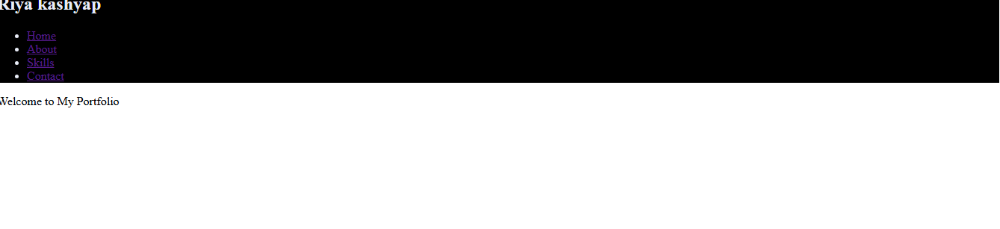 Riya kashyap
Home
About
Skills
Contact
Welcome to My Portfolio